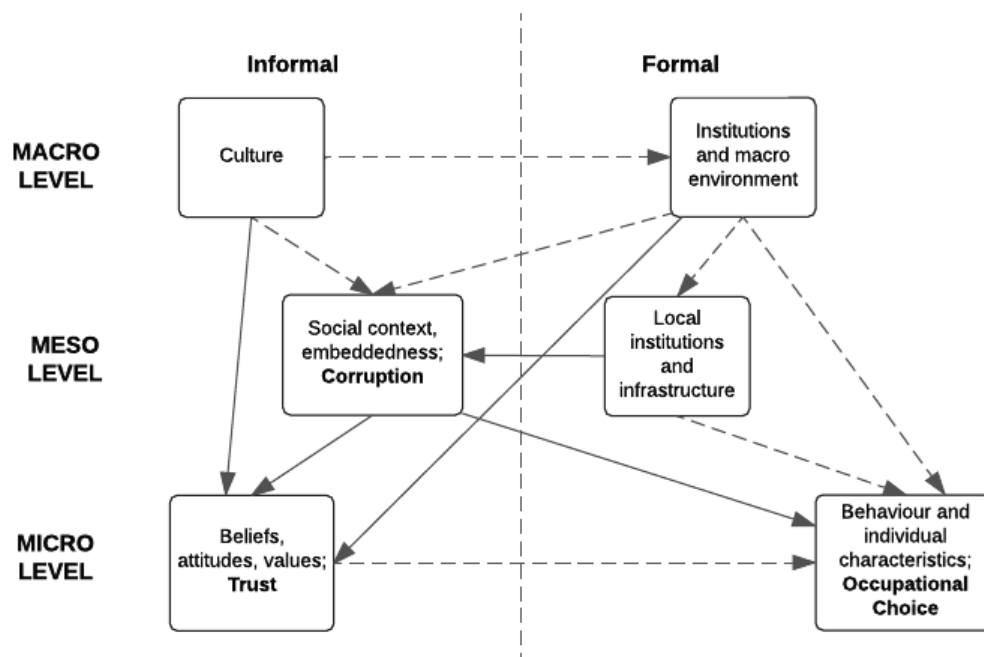 Informal
Formal
MACRO
LEVEL
Culture
Institutions
and macro
environment
MESO
LEVEL
Social context,
embeddedness;
Corruption
Local
institutions
and
infrastructure
MICRO
LEVEL
Beliefs,
attitudes, values;
Trust
Behaviour and
individual
characteristics;
Occupational
Choice